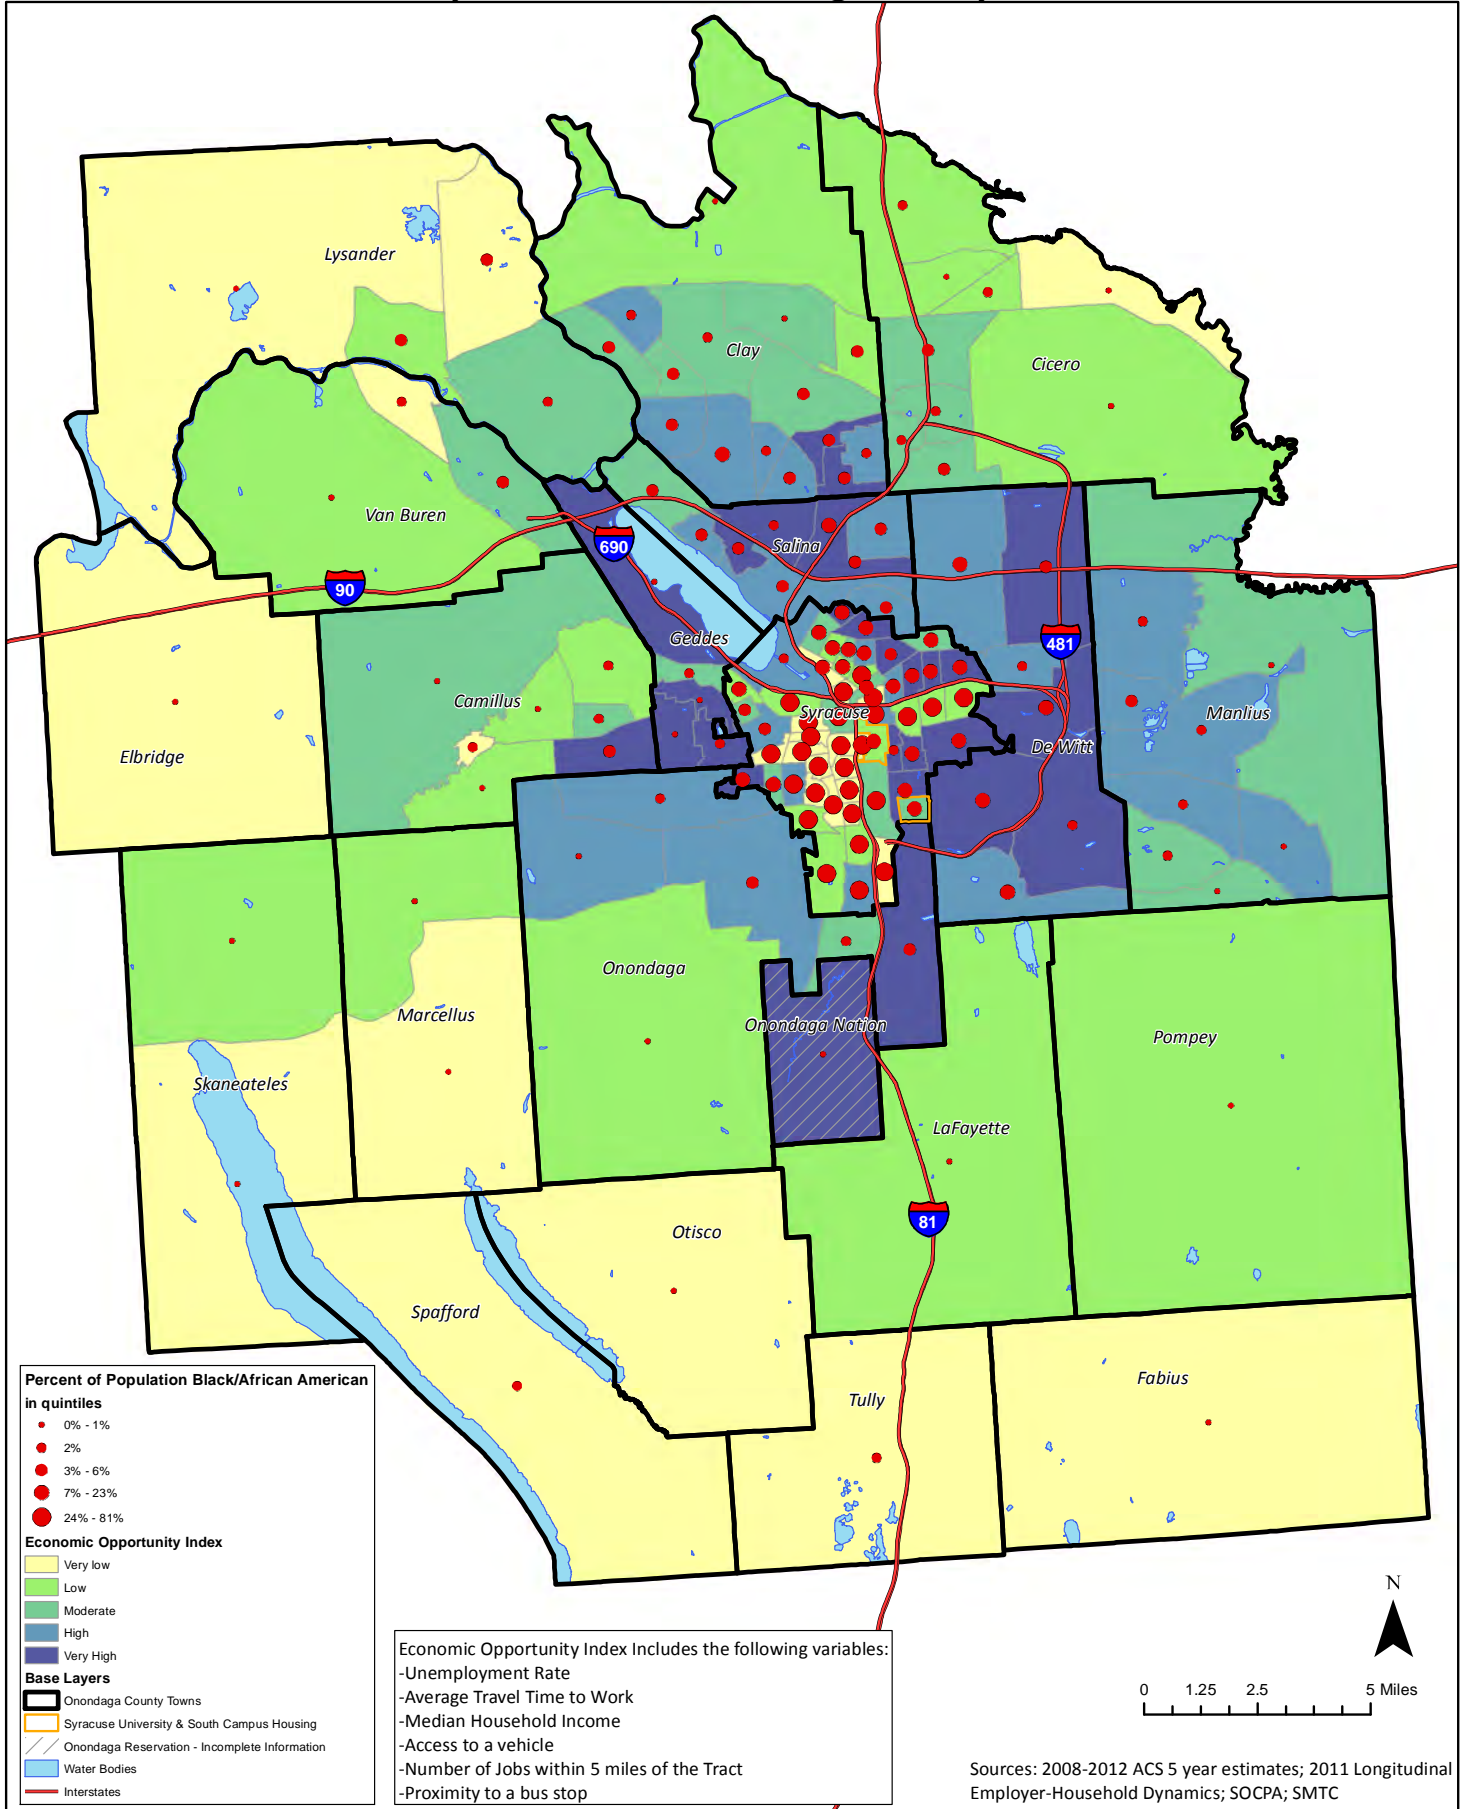 Lysander
Clay
Cicero
Van Buren
Salina
690
90
481
Geddes
Camillus
Syracuse
Manlius
De Witt
Elbridge
Onondaga
Marcellus
Onondaga Nation
Pompey
Skaneateles
LaFayette
81
Otisco
Spafford
Tully
Fabius
Percent of Population Black/African American
in quintiles
0% - 1%
2%
3% - 6%
7% - 23%
24% - 81%
Economic Opportunity Index
Very low
Low
Moderate
High
Very High
Base Layers
Onondaga County Towns
Syracuse University & South Campus Housing
Onondaga Reservation - Incomplete Information
Water Bodies
Interstates
Economic Opportunity Index Includes the following variables:
-Unemployment Rate
-Average Travel Time to Work
-Median Household Income
-Access to a vehicle
-Number of Jobs within 5 miles of the Tract
-Proximity to a bus stop
N
0 1.25 2.5 5 Miles
Sources: 2008-2012 ACS 5 year estimates; 2011 Longitudinal
Employer-Household Dynamics; SOCPA; SMTC